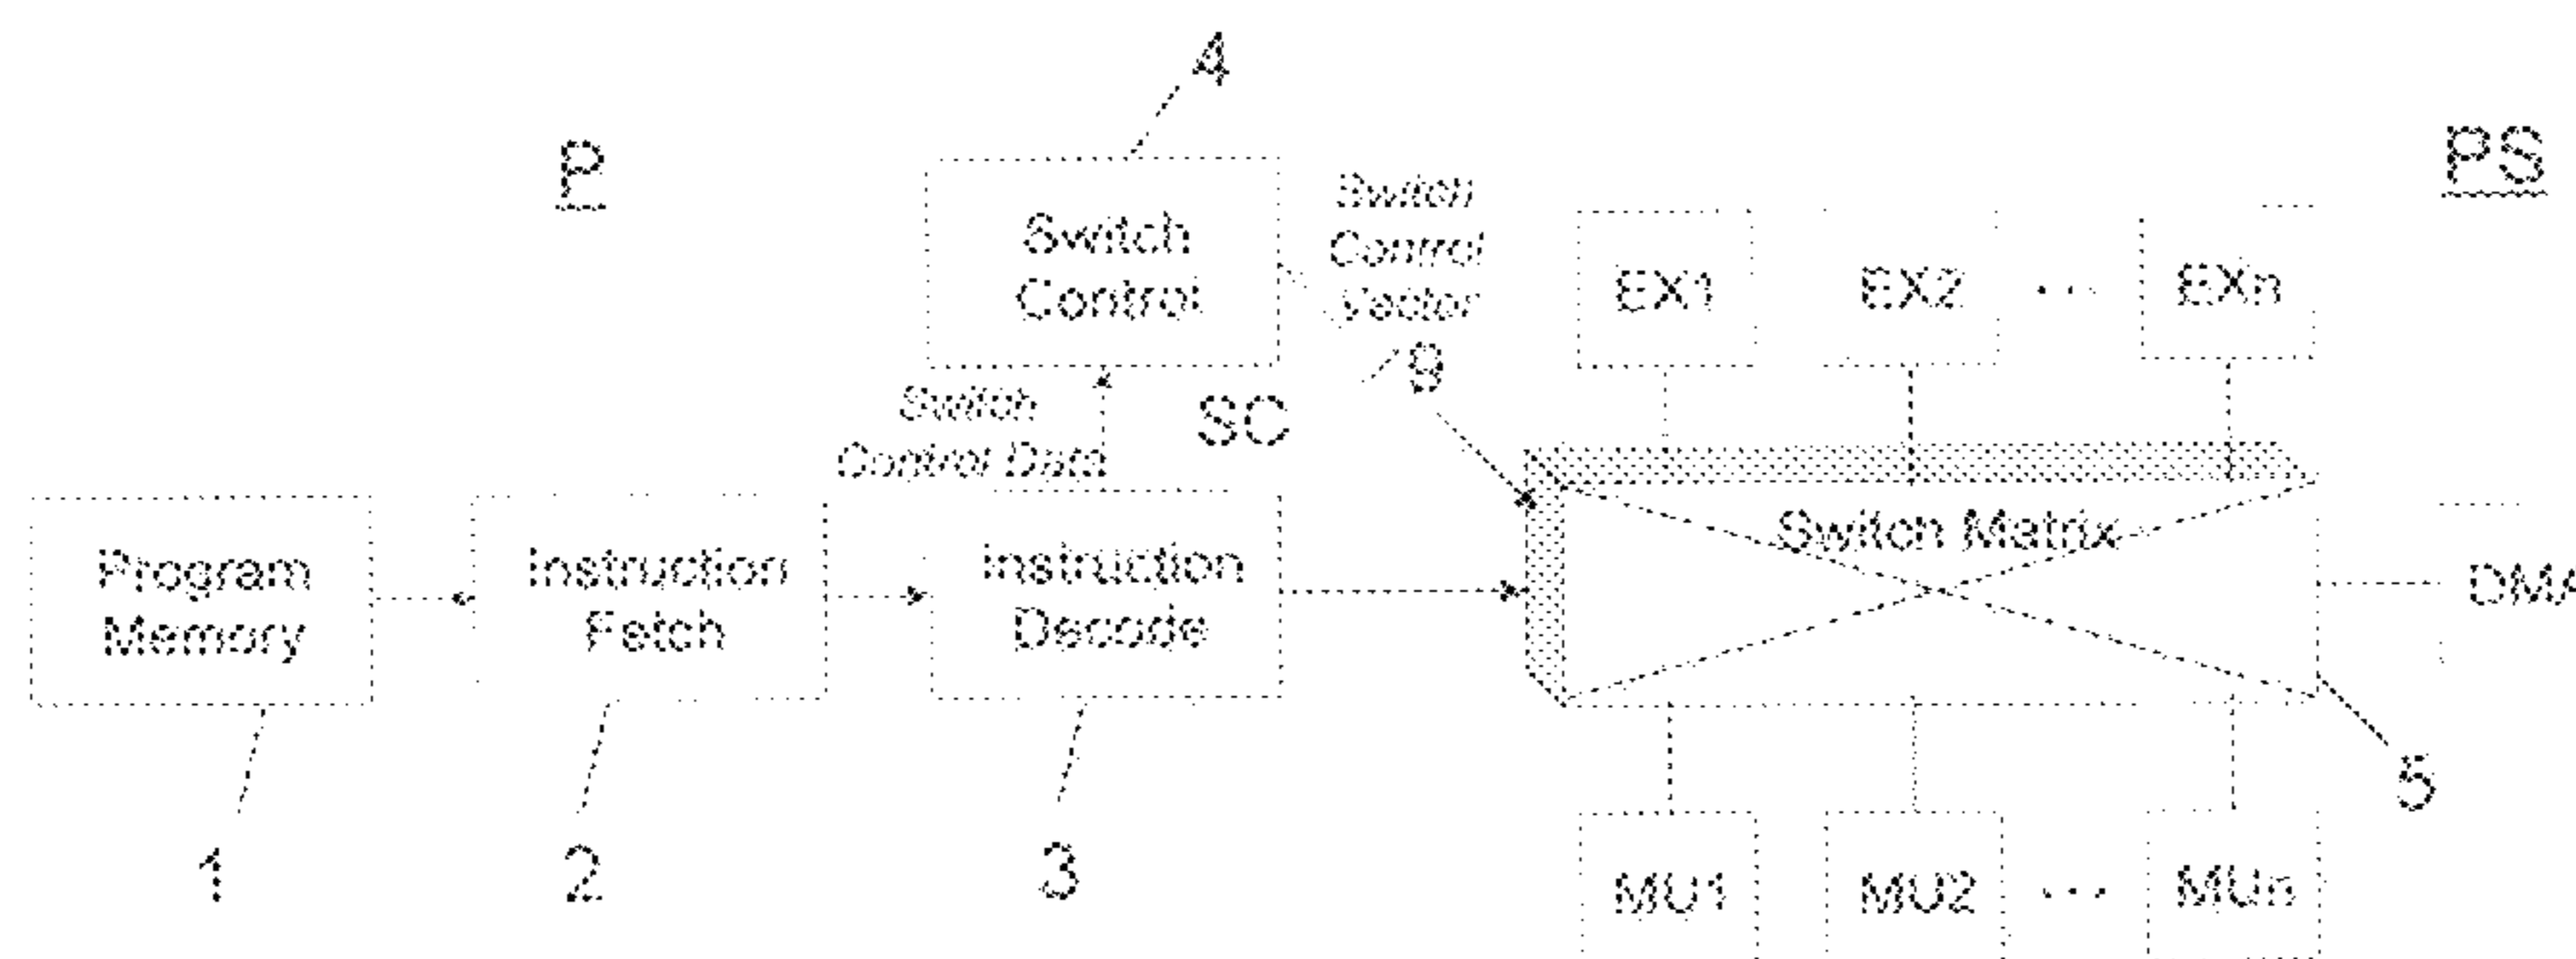 4
P
PS
Switch
Control
Switch
Control
Vector
EX1
EX2
...
EXn
9
Switch
Control Data
SC
Program
Memory
Instruction
Fetch
Instruction
Decode
Switch Matrix
DMA
5
1
2
3
MU1
MU2
...
MUn